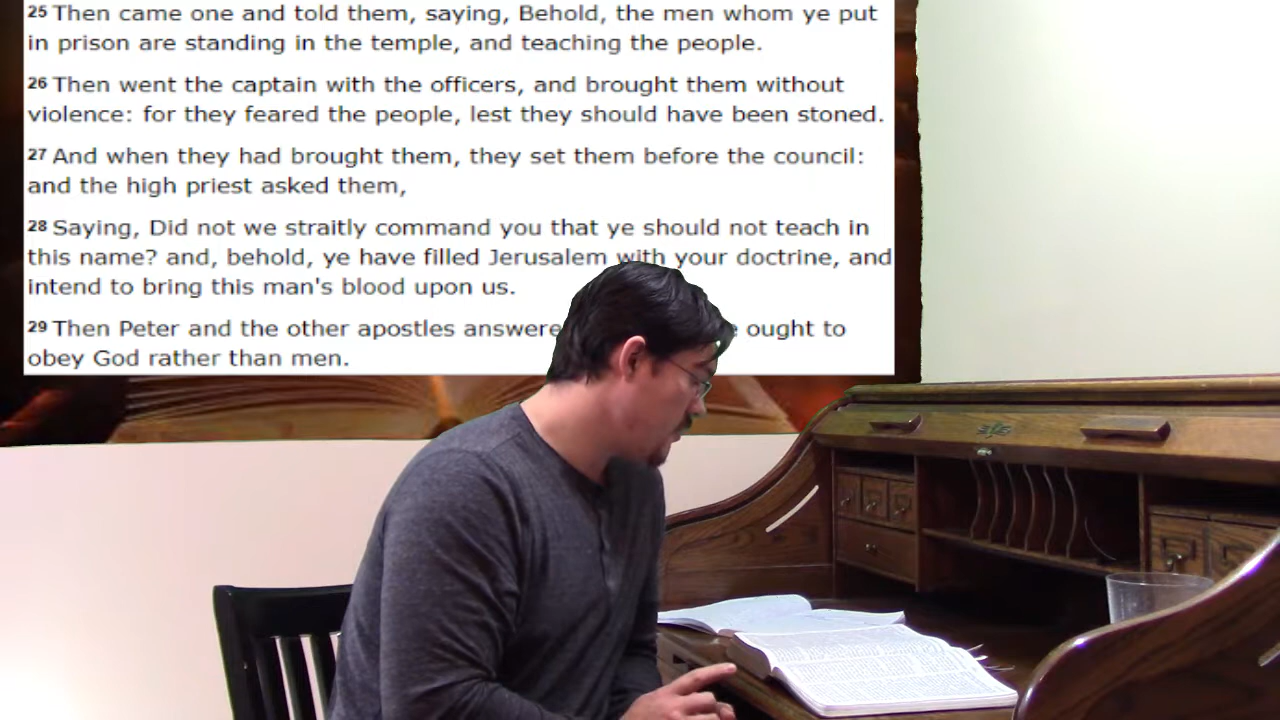 25 Then came one and told them, saying, Behold, the men whom ye put
in prison are standing in the temple, and teaching the people.
26 Then went the captain with the officers, and brought them without
violence: for they feared the people, lest they should have been stoned.
27 And when they had brought them, they set them before the council:
and the high priest asked them,
28 Saying, Did not we straitly command you that ye should not teach in
this name? and, behold, ye have filled Jerusalem with your doctrine, and
intend to bring this man's blood upon us.
29 Then Peter and the other apostles answere ought to
obey God rather than men.